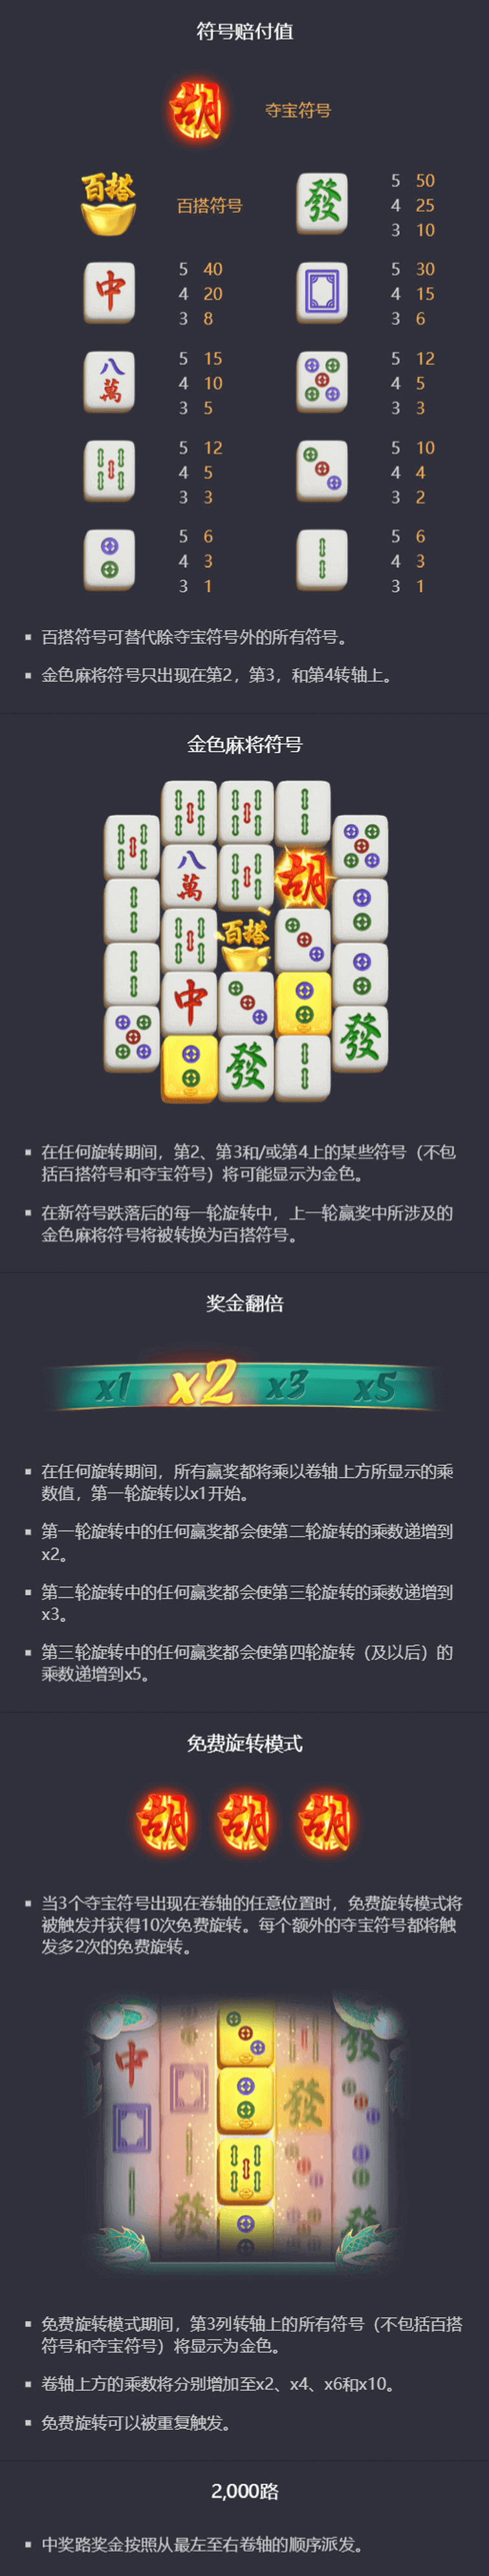 符号赔付值
胡
夺宝符号
百搭
百搭符号
發
5 50
4 25
3 10
中
5 40
4 20
3 8
5 30
4 15
3 6
八
萬
5 15
4 10
3 5
5 12
4 5
3 3
5 12
4 5
3 3
5 10
4 4
3 2
5 6
4 3
3 1
5 6
4 3
3 1
▪ 百搭符号可替代除夺宝符号外的所有符号。
▪ 金色麻将符号只出现在第2，第3，和第4转轴上。
金色麻将符号
八
萬
胡
百搭
中
發
發
▪ 在任何旋转期间，第2、第3和/或第4上的某些符号（不包
括百搭符号和夺宝符号）将可能显示为金色。
▪ 在新符号跌落后的每一轮旋转中，上一轮赢奖中所涉及的
金色麻将符号将被转换为百搭符号。
奖金翻倍
x1 x2 x3 x5
▪ 在任何旋转期间，所有赢奖都将乘以卷轴上方所显示的乘
数值，第一轮旋转以x1开始。
▪ 第一轮旋转中的任何赢奖都会使第二轮旋转的乘数递增到
x2。
▪ 第二轮旋转中的任何赢奖都会使第三轮旋转的乘数递增到
x3。
▪ 第三轮旋转中的任何赢奖都会使第四轮旋转（及以后）的
乘数递增到x5。
免费旋转模式
胡 胡 胡
▪ 当3个夺宝符号出现在卷轴的任意位置时，免费旋转模式将
被触发并获得10次免费旋转。每个额外的夺宝符号都将触
发多2次的免费旋转。
發
中
發
發
發
▪ 免费旋转模式期间，第3列转轴上的所有符号（不包括百搭
符号和夺宝符号）将显示为金色。
▪ 卷轴上方的乘数将分别增加至x2、x4、x6和x10。
▪ 免费旋转可以被重复触发。
2,000路
▪ 中奖路奖金按照从最左至右卷轴的顺序派发。